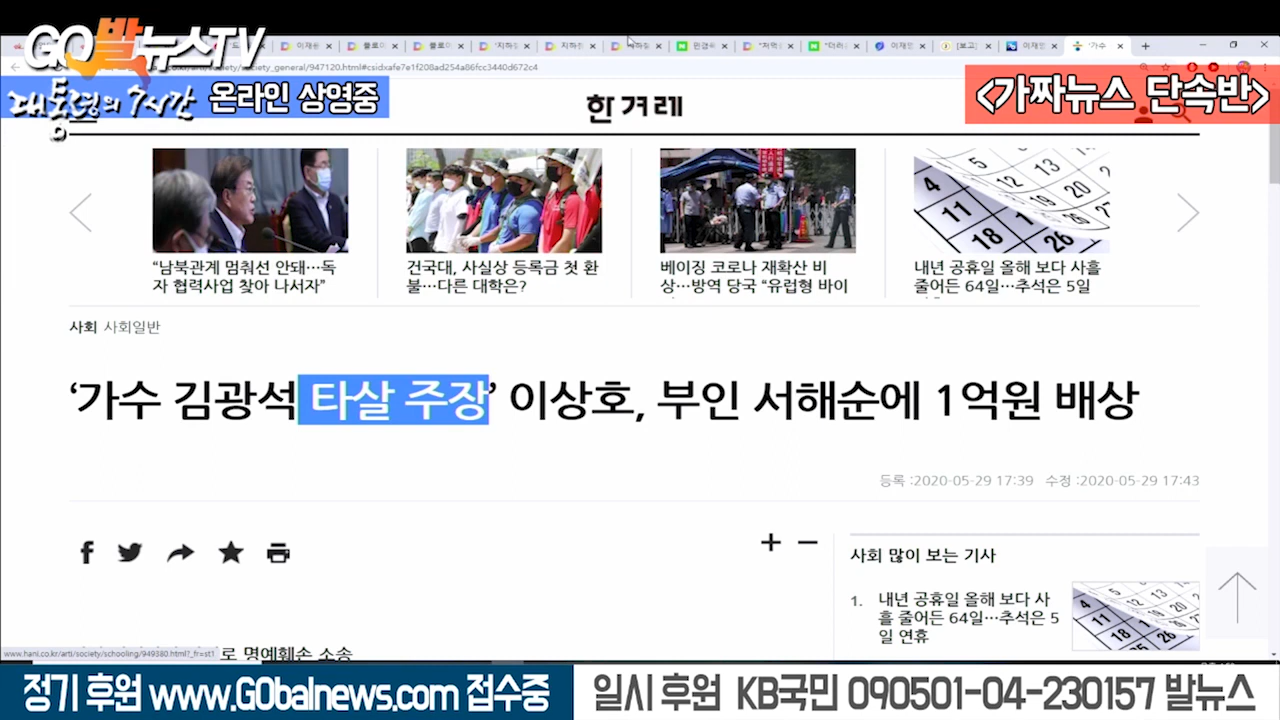 GO발뉴스TV
대통령의 7시간 온라인 상영중
<가짜뉴스 단속반>
한겨레
“남북관계 멈춰선 안돼…독
자 협력사업 찾아 나서자”
건국대, 사실상 등록금 첫 환
불…다른 대학은?
베이징 코로나 재확산 비
상…방역 당국 “유럽형 바이
내년 공휴일 올해 보다 사흘
줄어든 64일…추석은 5일
사회 사회일반
‘가수 김광석 타살 주장’ 이상호, 부인 서해순에 1억원 배상
등록 :2020-05-29 17:39 수정 :2020-05-29 17:43
사회 많이 보는 기사
1. 내년 공휴일 올해 보다 사
흘 줄어든 64일…추석은 5
일 연휴
로 명예훼손 소송
www.hani.co.kr/arti/society/schooling/949380.html?_fr=st1
정기 후원 www.GObalnews.com 접수중
일시 후원 KB국민 090501-04-230157 발뉴스